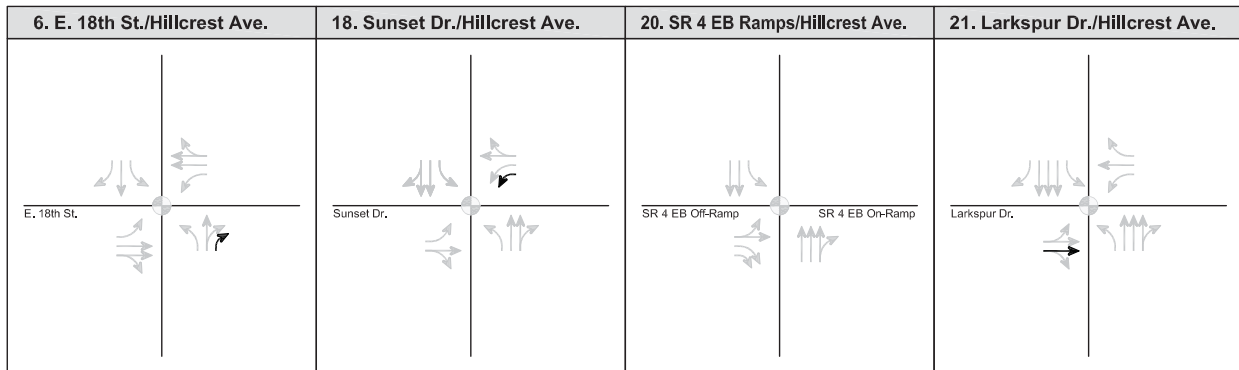 6. E. 18th St./Hillcrest Ave.
18. Sunset Dr./Hillcrest Ave.
20. SR 4 EB Ramps/Hillcrest Ave.
21. Larkspur Dr./Hillcrest Ave.
E. 18th St.
Sunset Dr.
SR 4 EB Off-Ramp
SR 4 EB On-Ramp
Larkspur Dr.